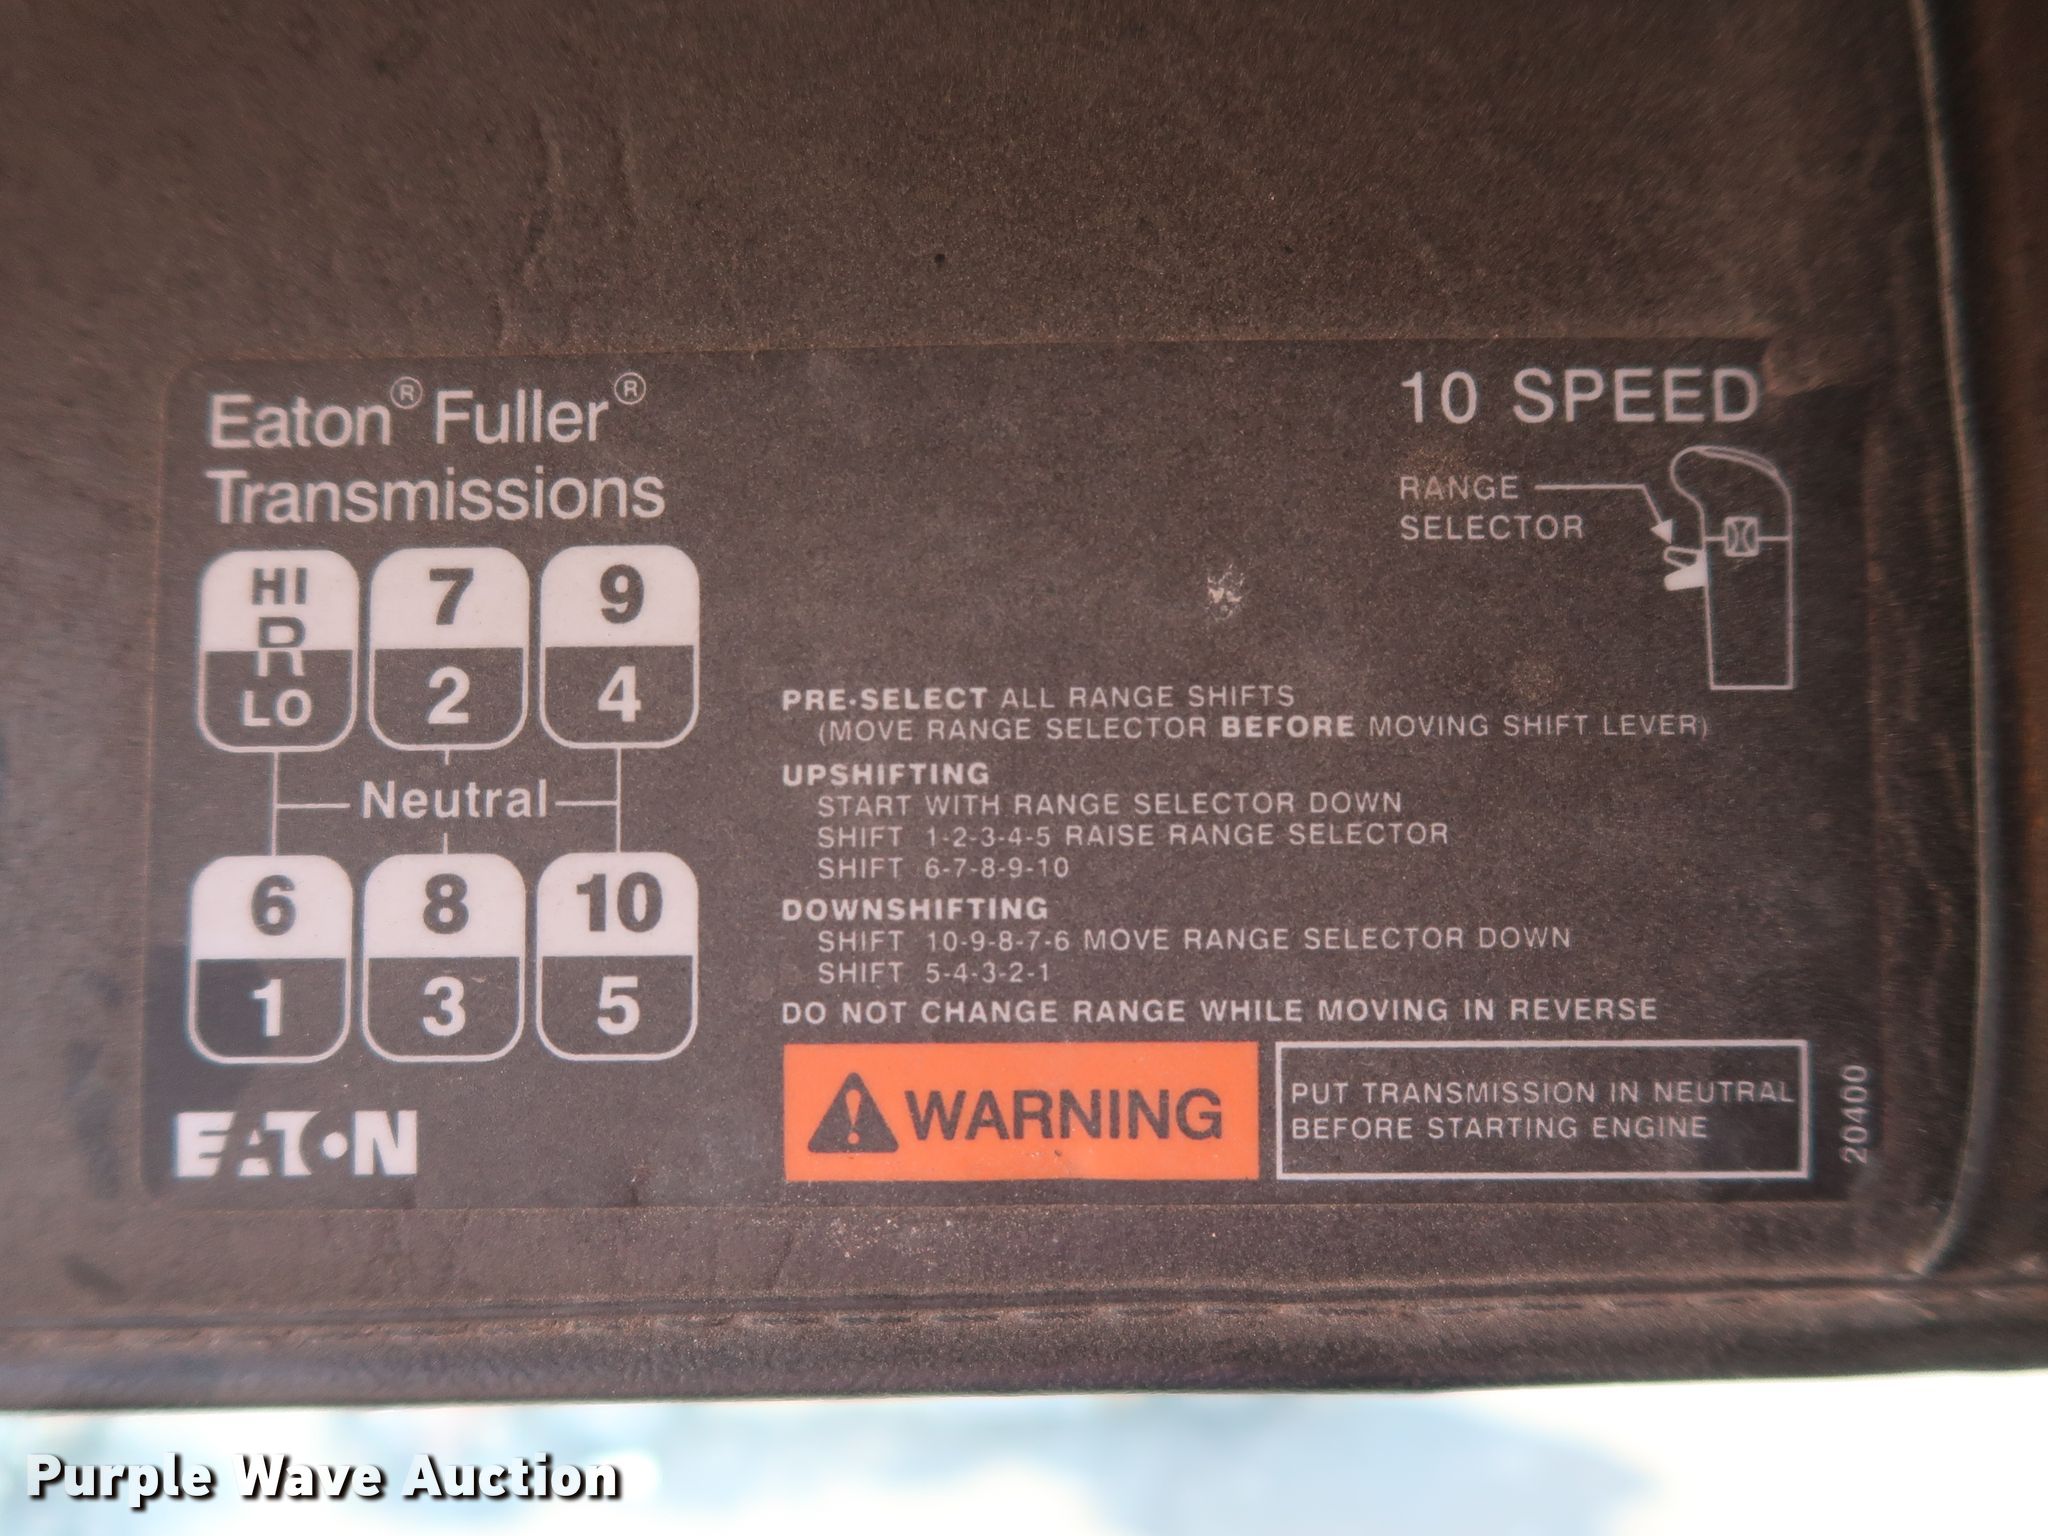 Eaton® Fuller®
Transmissions
10 SPEED
RANGE
SELECTOR
HI
R
LO
7
2
9
4
Neutral
6
1
8
3
10
5
EATON
PRE-SELECT ALL RANGE SHIFTS
(MOVE RANGE SELECTOR BEFORE MOVING SHIFT LEVER)
UPSHIFTING
START WITH RANGE SELECTOR DOWN
SHIFT 1-2-3-4-5 RAISE RANGE SELECTOR
SHIFT 6-7-8-9-10
DOWNSHIFTING
SHIFT 10-9-8-7-6 MOVE RANGE SELECTOR DOWN
SHIFT 5-4-3-2-1
DO NOT CHANGE RANGE WHILE MOVING IN REVERSE
WARNING
PUT TRANSMISSION IN NEUTRAL
BEFORE STARTING ENGINE
20400
Purple Wave Auction